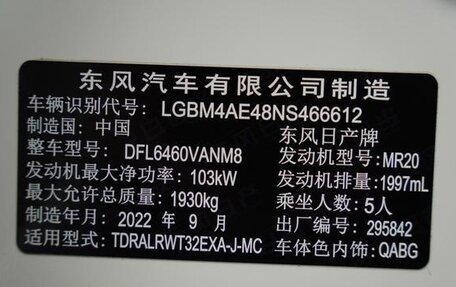 东风汽车有限公司制造
车辆识别代号: LGBM4AE48NS466612
制造国: 中国 东风日产牌
整车型号: DFL6460VANM8 发动机型号: MR20
发动机最大净功率: 103kW 发动机排量: 1997mL
最大允许总质量: 1930kg 乘坐人数: 5人
制造年月: 2022 年 9 月 出厂编号: 295842
适用型式: TDRALRWT32EXA-J-MC 车体色内饰: QABG